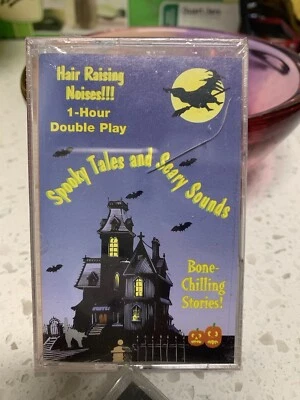 Hair Raising
Noises!!!
1-Hour
Double Play
Spooky Tales and Scary Sounds
Bone-
Chilling
Stories!